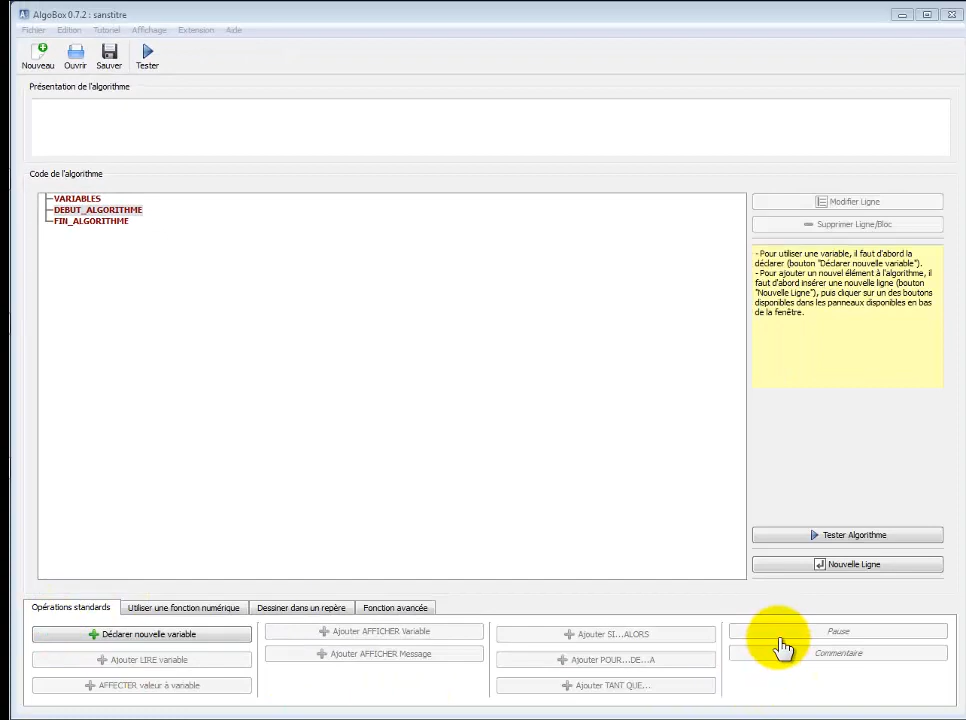 AlgoBox 0.7.2 : sanstitre
Fichier Edition Tutoriel Affichage Extension Aide
Nouveau Ouvrir Sauver Tester
Présentation de l'algorithme
Code de l'algorithme
VARIABLES
DEBUT_ALGORITHME
FIN_ALGORITHME
Modifier Ligne
Supprimer Ligne/Bloc
- Pour utiliser une variable, il faut d'abord la
déclarer (bouton "Déclarer nouvelle variable").
- Pour ajouter un nouvel élément à l'algorithme, il
faut d'abord insérer une nouvelle ligne (bouton
"Nouvelle Ligne"), puis cliquer sur un des boutons
disponibles dans les panneaux disponibles en bas
de la fenêtre.
Tester Algorithme
Nouvelle Ligne
Opérations standards Utiliser une fonction numérique Dessiner dans un repère Fonction avancée
Déclarer nouvelle variable Ajouter AFFICHER Variable Ajouter SI...ALORS Pause
Ajouter LIRE variable Ajouter AFFICHER Message Ajouter POUR...DE...A Commentaire
AFFECTER valeur à variable Ajouter TANT QUE...